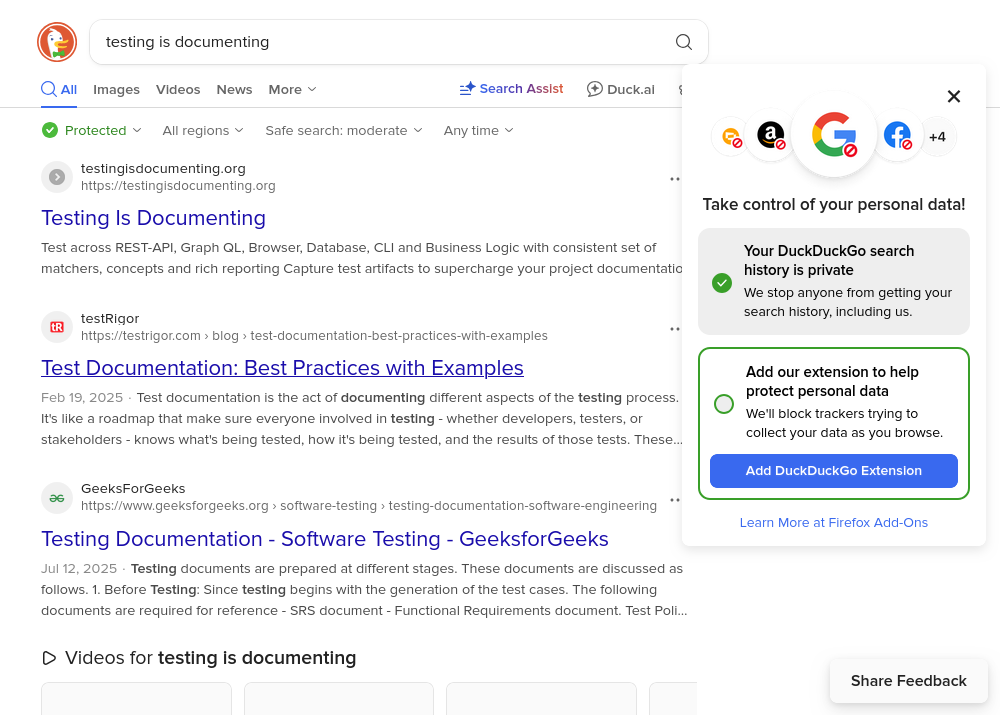 testing is documenting
All
Images
Videos
News
More
Search Assist
Duck.ai
Protected
All regions
Safe search: moderate
Any time
testingisdocumenting.org
https://testingisdocumenting.org
Testing Is Documenting
Test across REST-API, Graph QL, Browser, Database, CLI and Business Logic with consistent set of
matchers, concepts and rich reporting Capture test artifacts to supercharge your project documentatio
testRigor
https://testrigor.com › blog › test-documentation-best-practices-with-examples
Test Documentation: Best Practices with Examples
Feb 19, 2025 · Test documentation is the act of documenting different aspects of the testing process.
It's like a roadmap that make sure everyone involved in testing - whether developers, testers, or
stakeholders - knows what's being tested, how it's being tested, and the results of those tests. These...
GeeksForGeeks
https://www.geeksforgeeks.org › software-testing › testing-documentation-software-engineering
Testing Documentation - Software Testing - GeeksforGeeks
Jul 12, 2025 · Testing documents are prepared at different stages. These documents are discussed as
follows. 1. Before Testing: Since testing begins with the generation of the test cases. The following
documents are required for reference - SRS document - Functional Requirements document. Test Poli...
Videos for testing is documenting
+4
Take control of your personal data!
Your DuckDuckGo search
history is private
We stop anyone from getting your
search history, including us.
Add our extension to help
protect personal data
We'll block trackers trying to
collect your data as you browse.
Add DuckDuckGo Extension
Learn More at Firefox Add-Ons
Share Feedback